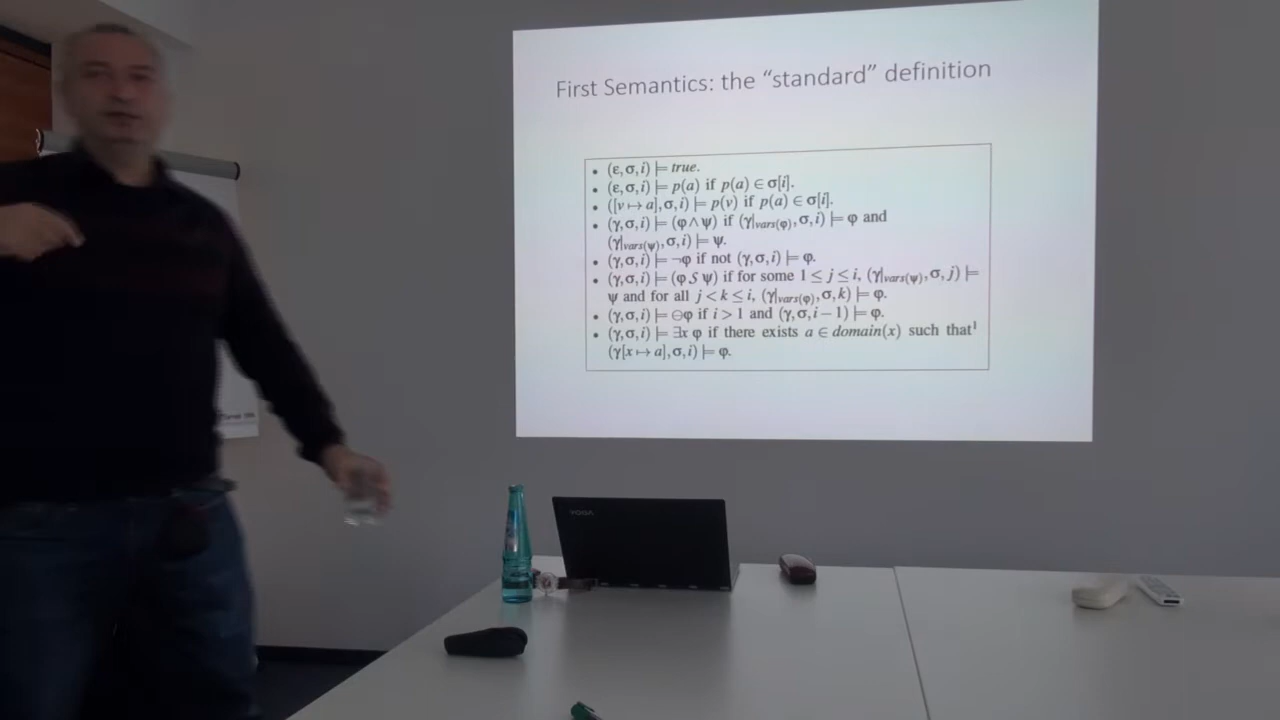 First Semantics: the “standard” definition
• (ε,σ,i) ⊨ true.
• (ε,σ,i) ⊨ p(a) if p(a) ∈ σ[i].
• ([v ↦ a],σ,i) ⊨ p(v) if p(a) ∈ σ[i].
• (γ,σ,i) ⊨ (φ ∧ ψ) if (γ|vars(φ),σ,i) ⊨ φ and
(γ|vars(ψ),σ,i) ⊨ ψ.
• (γ,σ,i) ⊨ ¬φ if not (γ,σ,i) ⊨ φ.
• (γ,σ,i) ⊨ (φ S ψ) if for some 1 ≤ j ≤ i, (γ|vars(ψ),σ,j) ⊨
ψ and for all j < k ≤ i, (γ|vars(φ),σ,k) ⊨ φ.
• (γ,σ,i) ⊨ ⊖φ if i > 1 and (γ,σ,i−1) ⊨ φ.
• (γ,σ,i) ⊨ ∃x φ if there exists a ∈ domain(x) such that¹
(γ[x ↦ a],σ,i) ⊨ φ.
YOGA